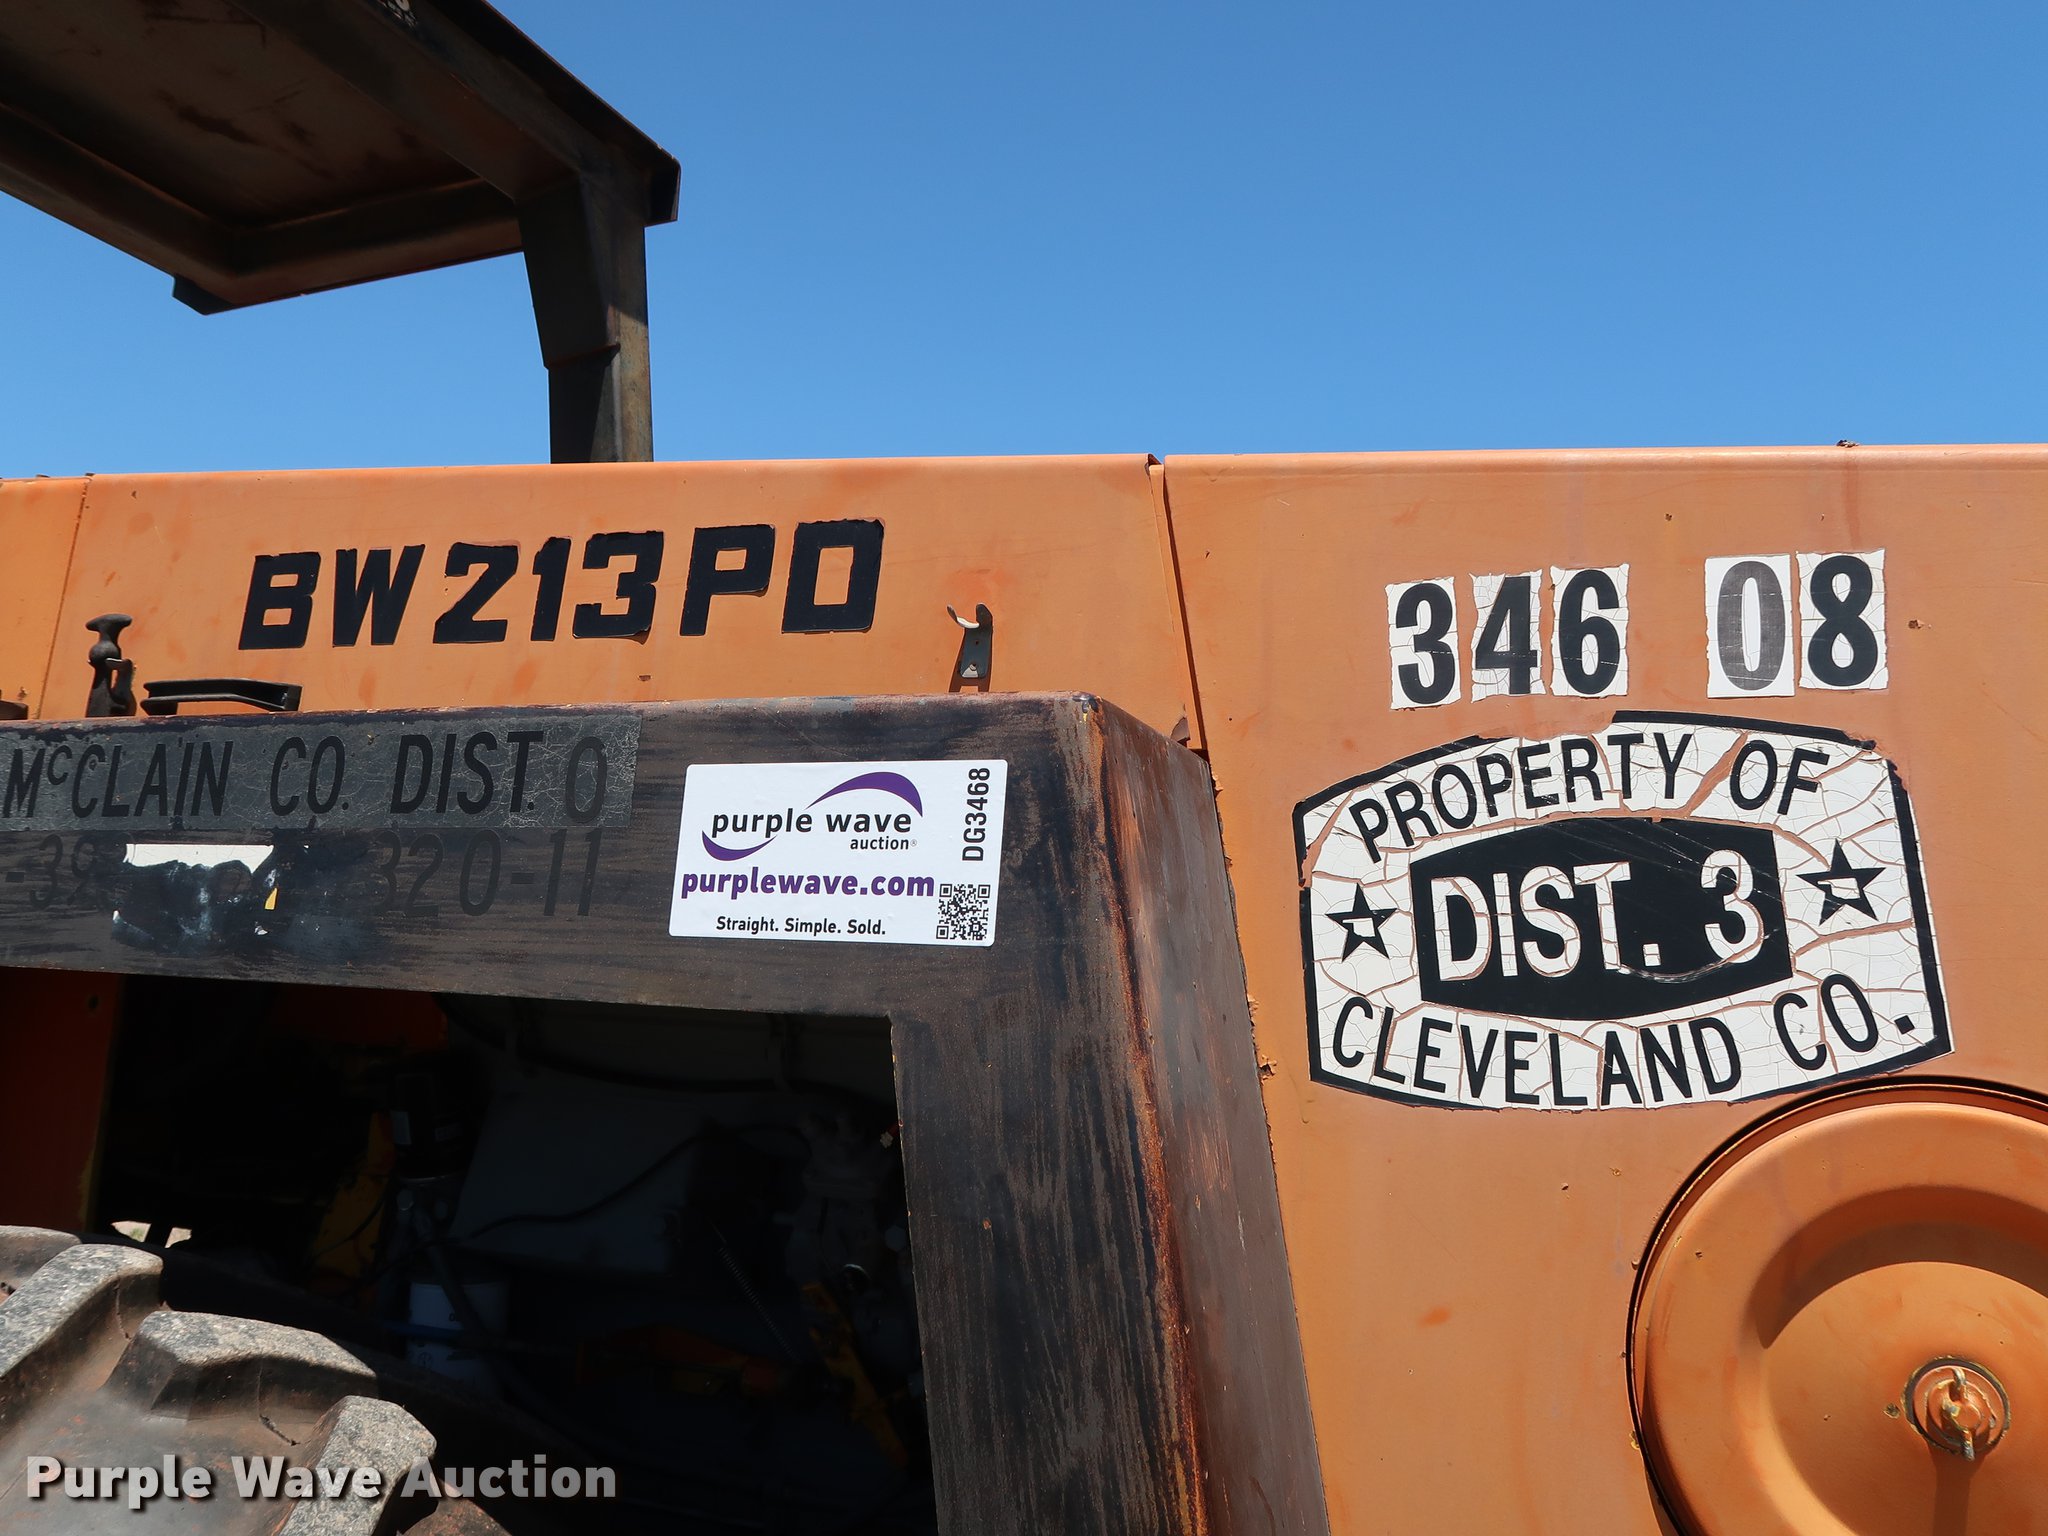 BW213PD
346 08
McCLAIN CO. DIST. 0
320-11
purple wave
auction®
purplewave.com
Straight. Simple. Sold.
DG3468
PROPERTY OF
DIST. 3
CLEVELAND CO.
Purple Wave Auction